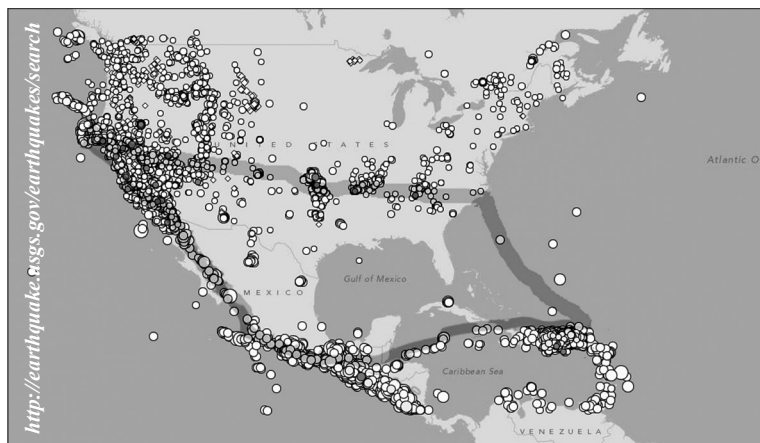 http://earthquake.usgs.gov/earthquakes/search
UNITED STATES
Atlantic O
Gulf of Mexico
MEXICO
Caribbean Sea
VENEZUELA